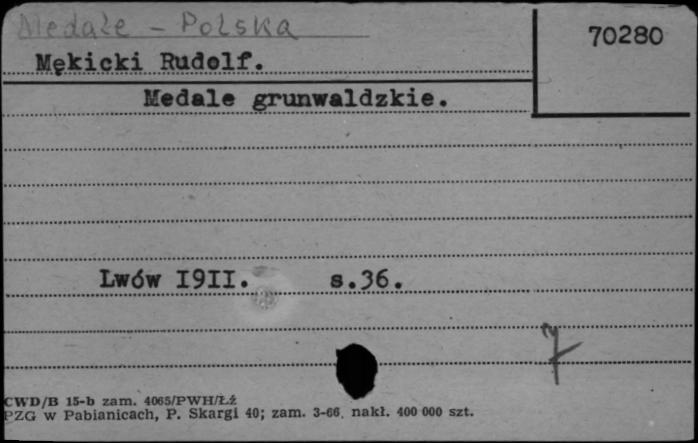 Medale - Polska
70280
Mękicki Rudolf.
Medale grunwaldzkie.
Lwów I9II. s.36.
CWD/B 15-b zam. 4065/PWH/Łż
PZG w Pabianicach, P. Skargi 40; zam. 3-66. nakł. 400 000 szt.